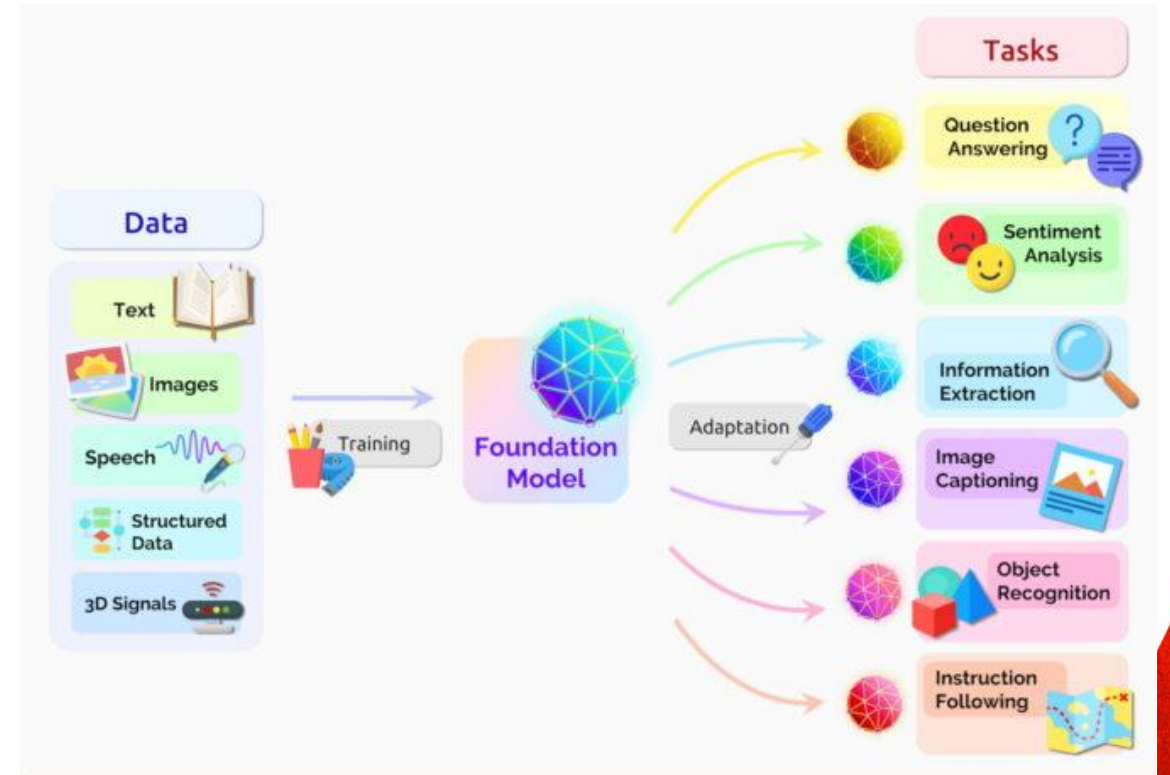 Data
Text
Images
Speech
Structured
Data
3D Signals
Training
Foundation
Model
Adaptation
Tasks
Question
Answering
Sentiment
Analysis
Information
Extraction
Image
Captioning
Object
Recognition
Instruction
Following